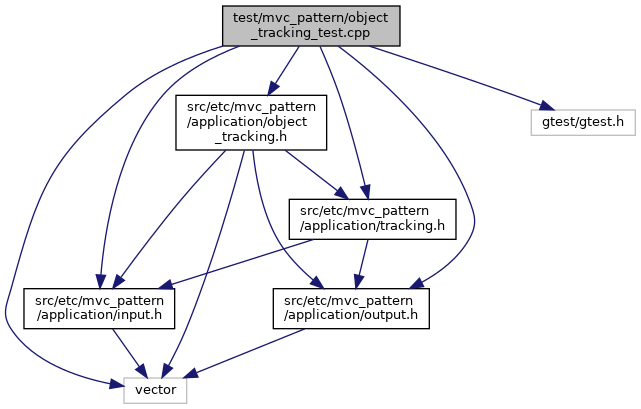 test/mvc_pattern/object
_tracking_test.cpp
src/etc/mvc_pattern
/application/object
_tracking.h
gtest/gtest.h
src/etc/mvc_pattern
/application/tracking.h
src/etc/mvc_pattern
/application/input.h
src/etc/mvc_pattern
/application/output.h
vector